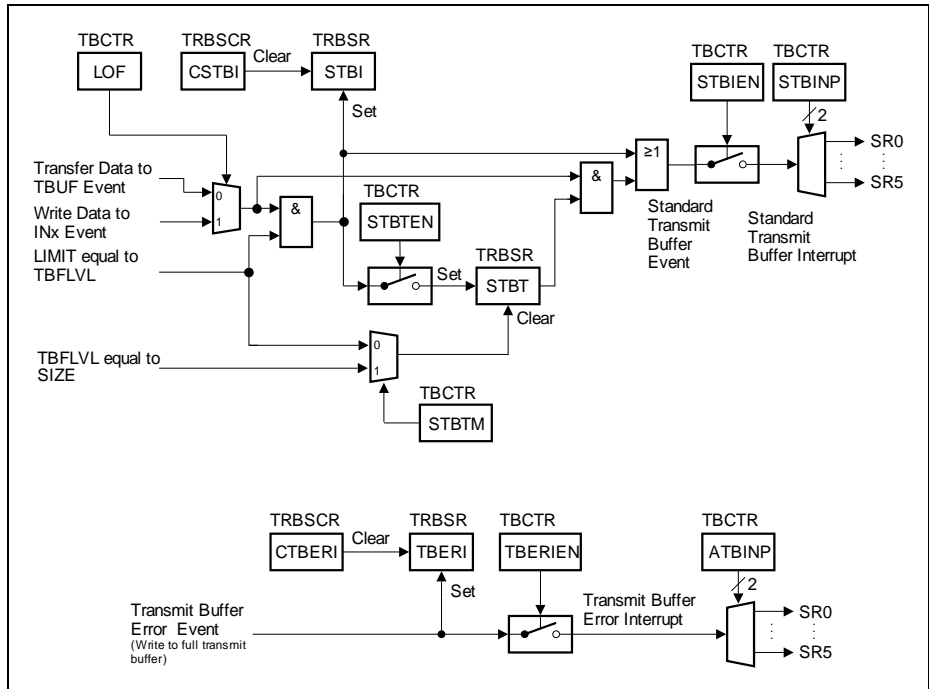 TBCTR
LOF
TRBSCR
CSTBI
Clear
TRBSR
STBI
Set
TBCTR
STBIEN
TBCTR
STBINP
2
SR0
SR5
Transfer Data to
TBUF Event
Write Data to
INx Event
LIMIT equal to
TBFLVL
0
1
&
TBCTR
STBTEN
Set
TRBSR
STBT
Clear
&
≥1
Standard
Transmit
Buffer
Event
Standard
Transmit
Buffer Interrupt
TBFLVL equal to
SIZE
0
1
TBCTR
STBTM
TRBSCR
CTBERI
Clear
TRBSR
TBERI
Set
TBCTR
TBERIEN
TBCTR
ATBINP
2
SR0
SR5
Transmit Buffer
Error Event
(Write to full transmit
buffer)
Transmit Buffer
Error Interrupt